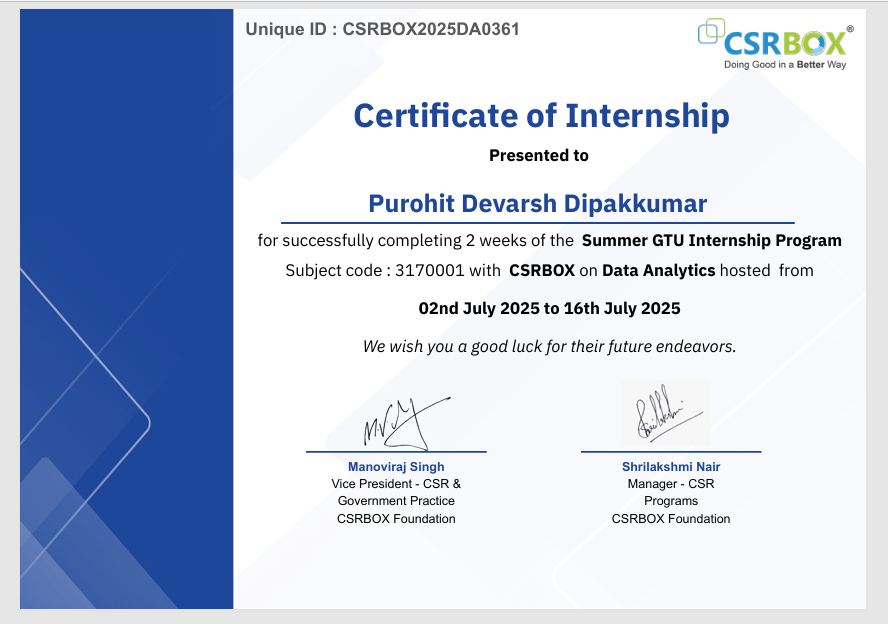 Unique ID : CSRBOX2025DA0361
CSRBOX®
Doing Good in a Better Way
Certificate of Internship
Presented to
Purohit Devarsh Dipakkumar
for successfully completing 2 weeks of the Summer GTU Internship Program
Subject code : 3170001 with CSRBOX on Data Analytics hosted from
02nd July 2025 to 16th July 2025
We wish you a good luck for their future endeavors.
Manoviraj Singh
Vice President - CSR &
Government Practice
CSRBOX Foundation
Shrilakshmi Nair
Manager - CSR
Programs
CSRBOX Foundation